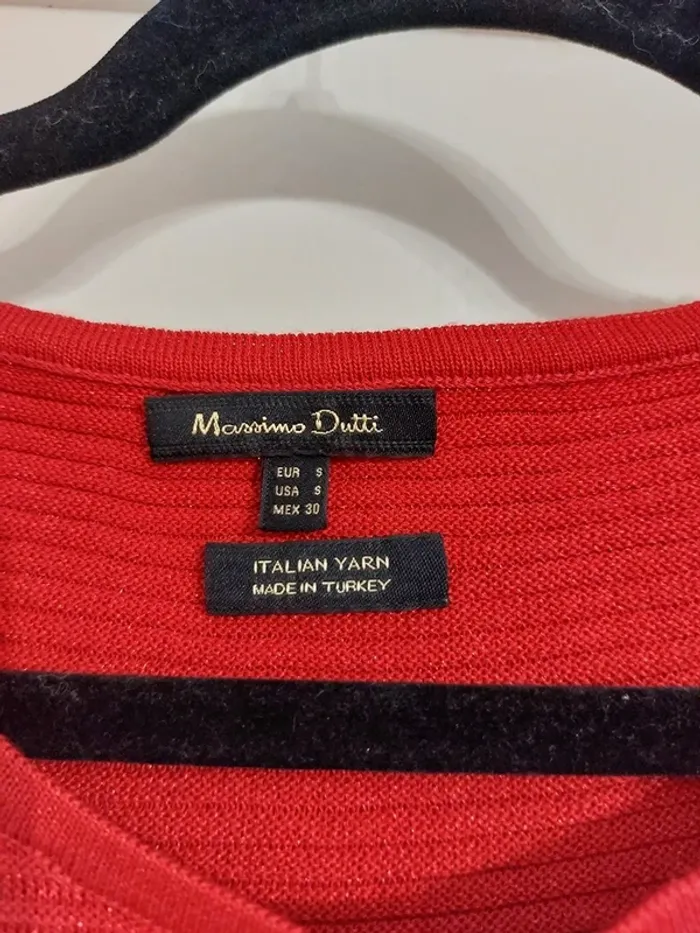 Massimo Dutti
EUR S
USA S
MEX 30
ITALIAN YARN
MADE IN TURKEY